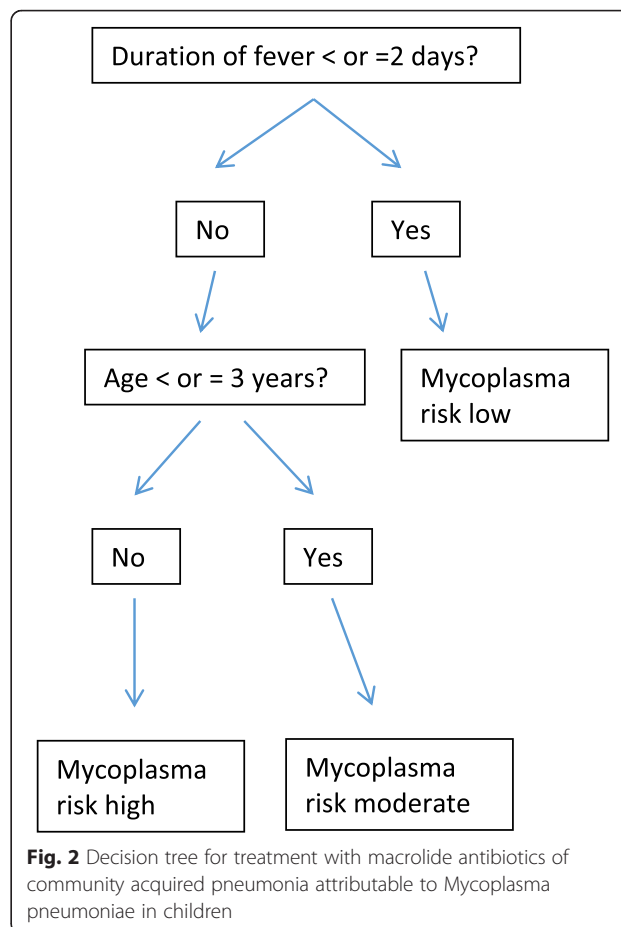 Duration of fever < or =2 days?
No
Yes
Age < or = 3 years?
Mycoplasma
risk low
No
Yes
Mycoplasma
risk high
Mycoplasma
risk moderate
Fig. 2 Decision tree for treatment with macrolide antibiotics of
community acquired pneumonia attributable to Mycoplasma
pneumoniae in children